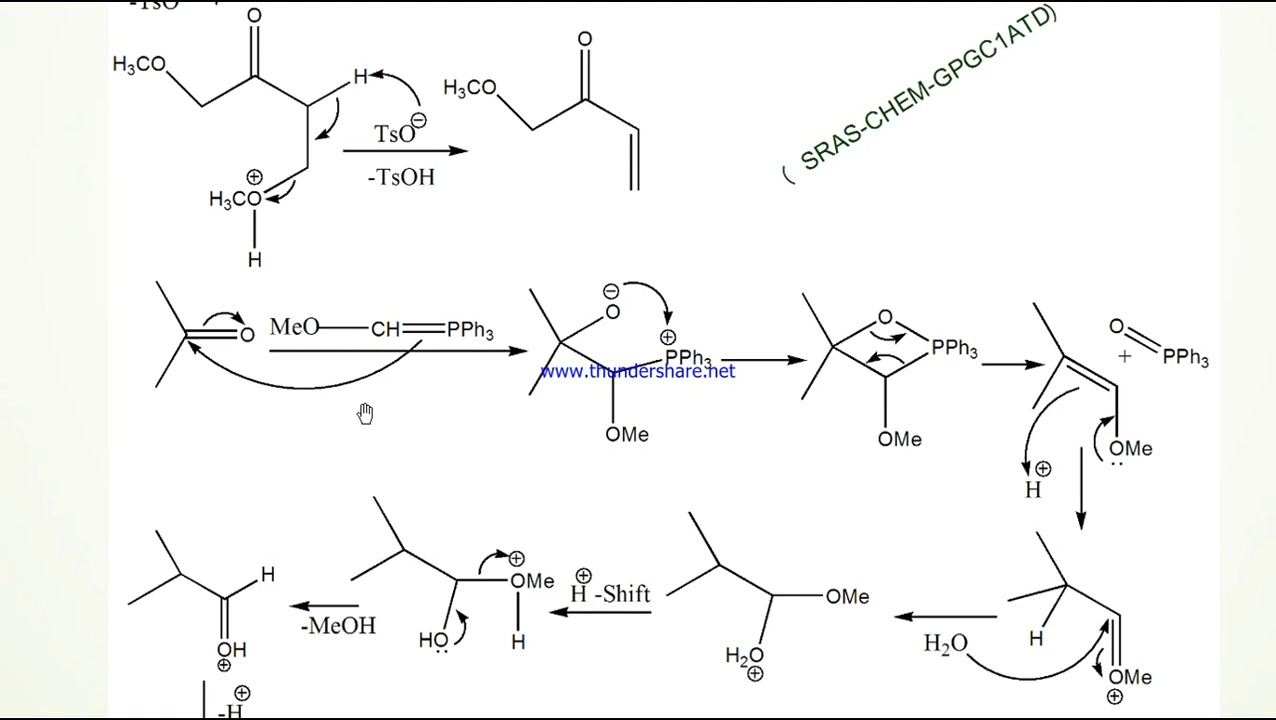 -TsO
O
H₃CO
H
TsO⊖
-TsOH
⊕
H₃CO
H
O
H₃CO
( SRAS-CHEM-GPGC1ATD)
O
MeO CH PPh₃
⊖
O
⊕
PPh₃
OMe
www.thundershare.net
O
PPh₃
OMe
O
+ PPh₃
OMe
..
H⊕
H
OMe
⊕
H₂O
OMe
H₂O
⊕
H⊕ -Shift
⊕
OMe
H
HO
..
-MeOH
H
OH
⊕
-H⊕